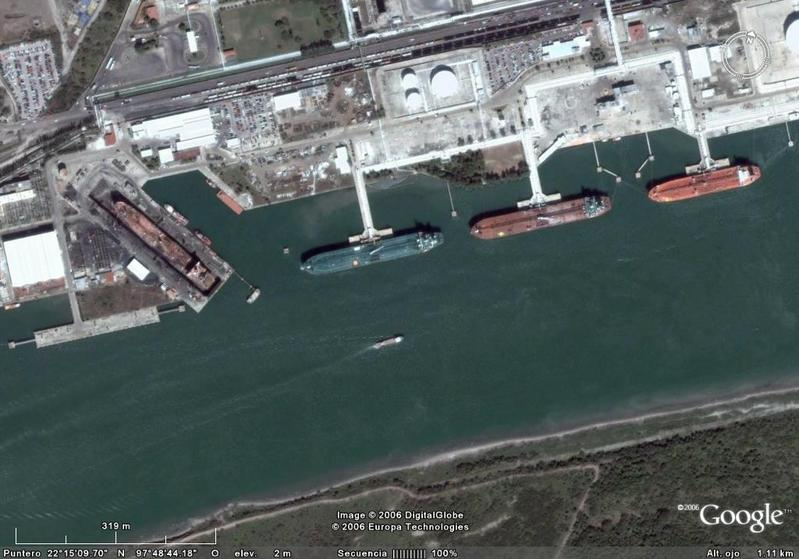 N
Image © 2006 DigitalGlobe
© 2006 Europa Technologies
© 2006 Google
319 m
Puntero 22°15'09.70" N 97°48'44.18" O elev. 2 m Secuencia |||||||||| 100% Alt. ojo 1.11 km